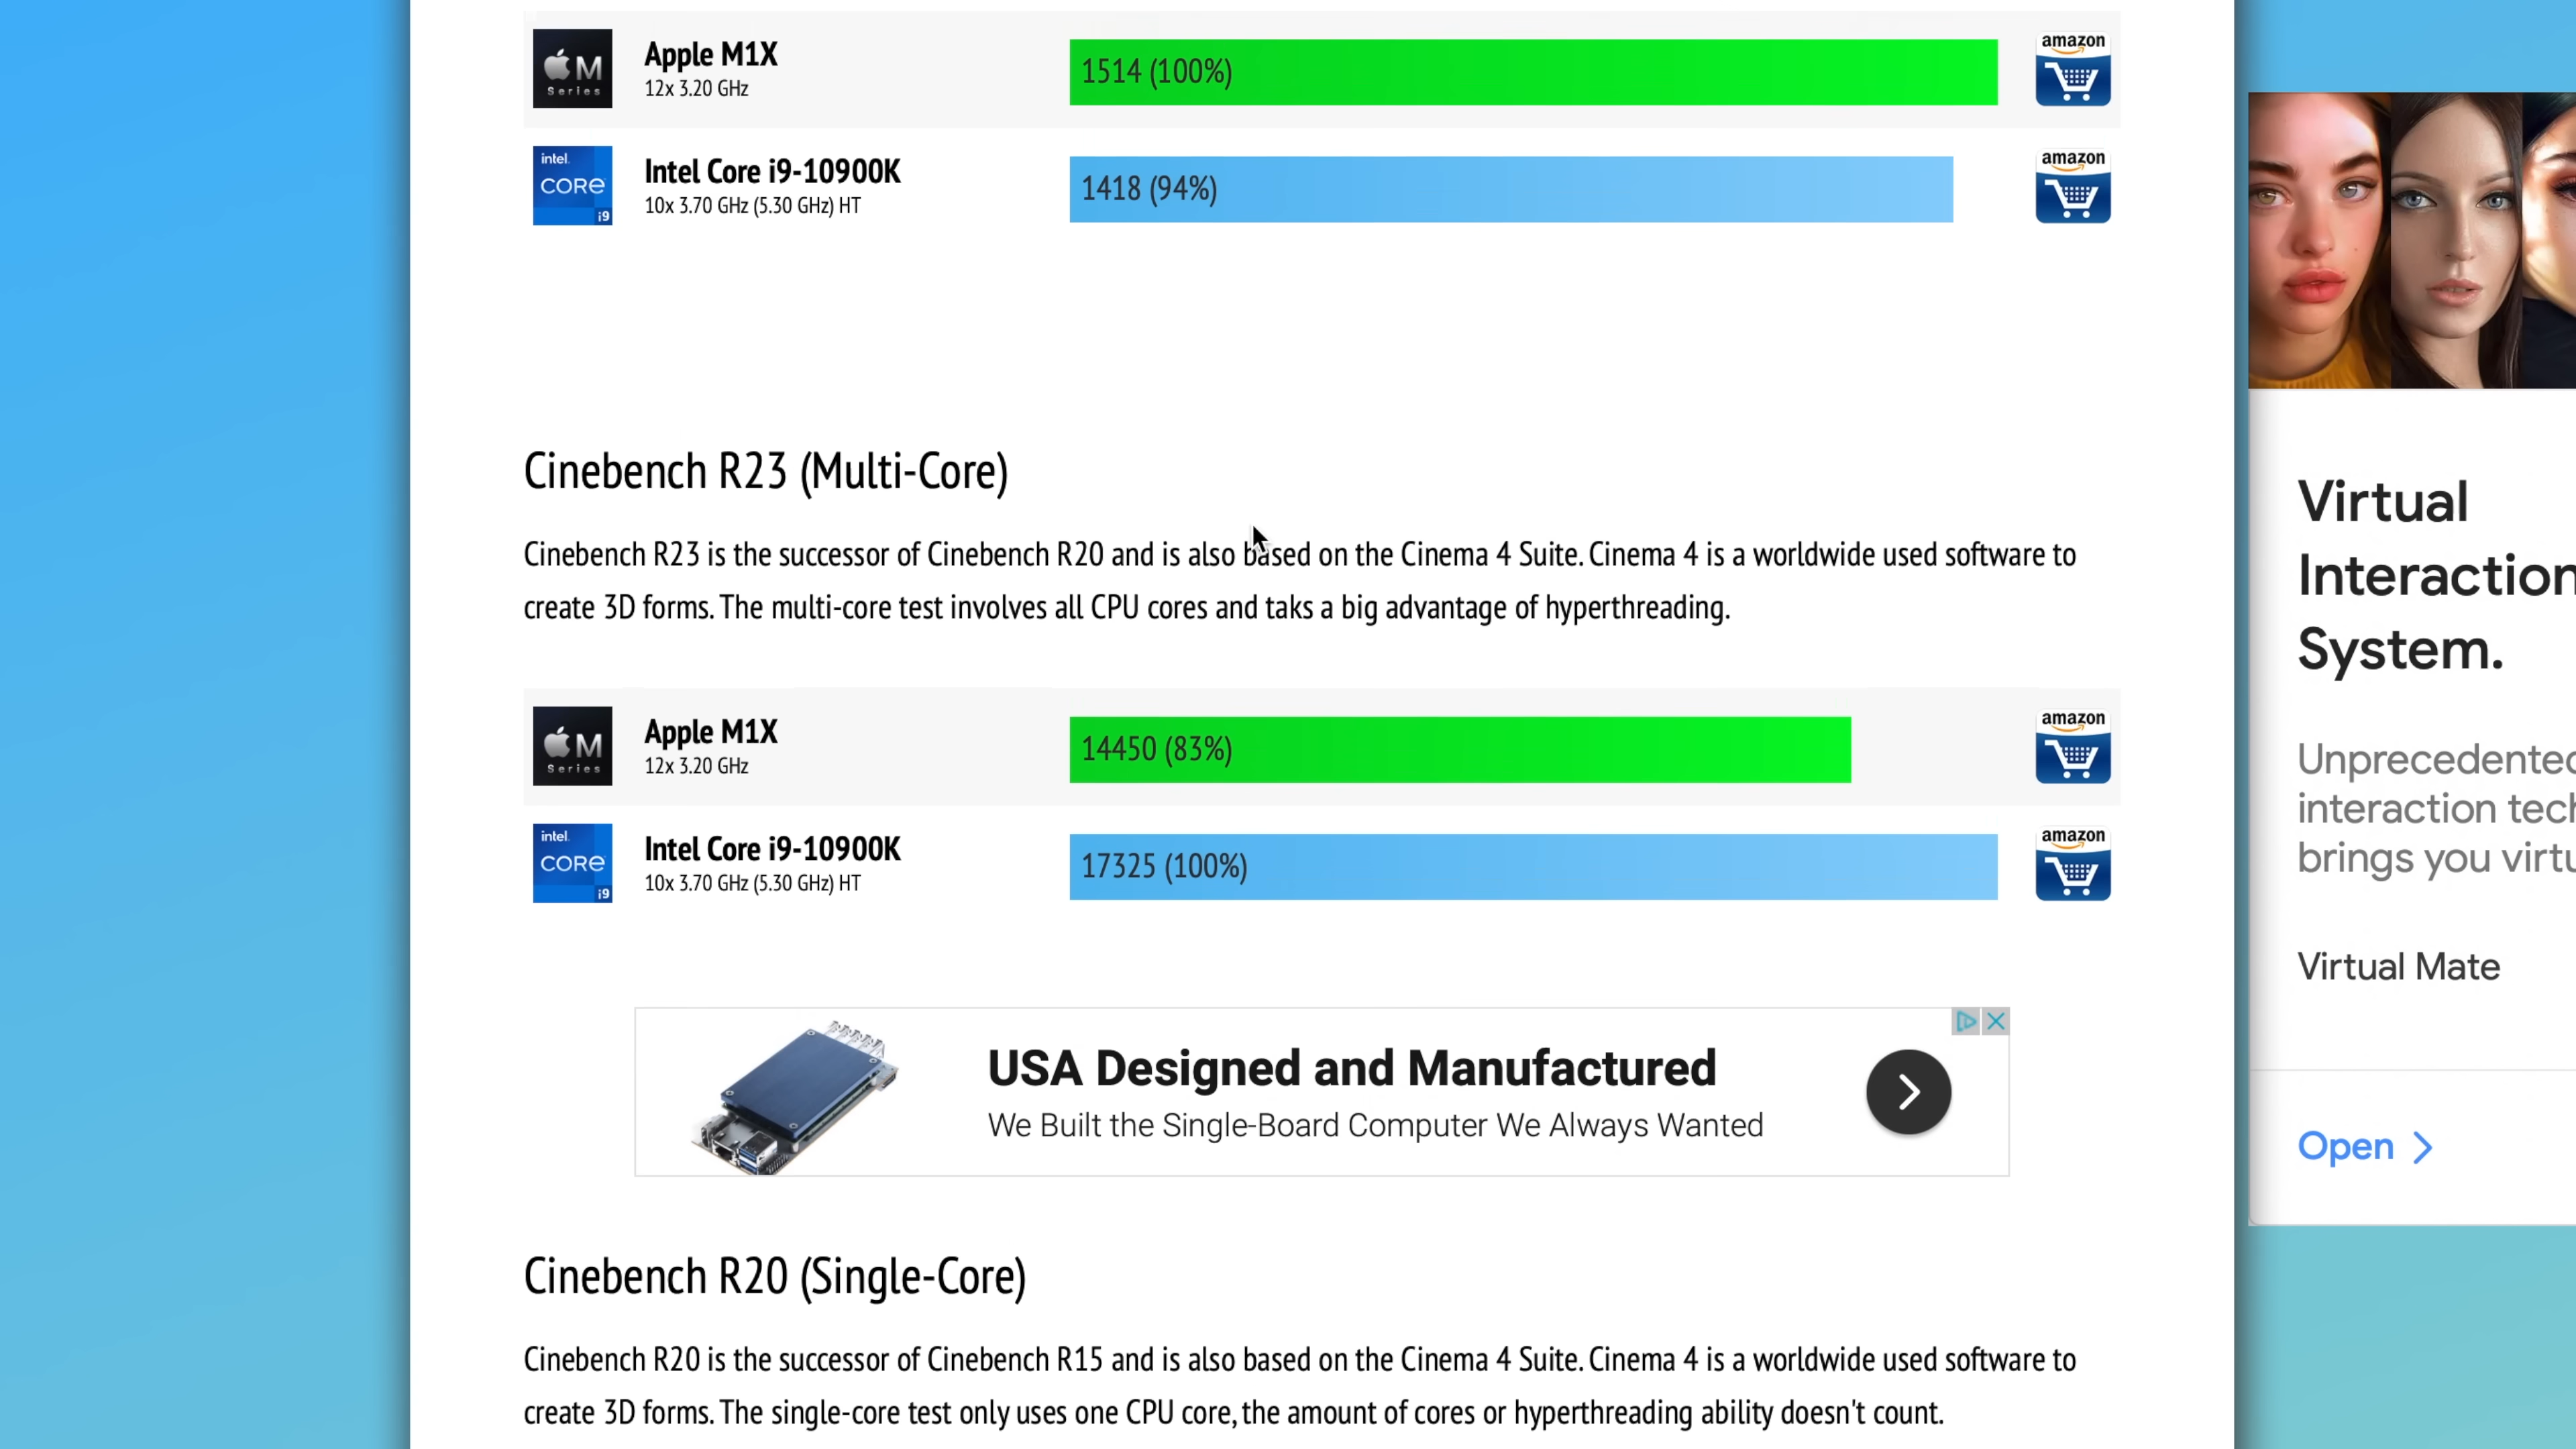 M
Series
Apple M1X
12x 3.20 GHz
1514 (100%)
amazon
intel.
CORE
i9
Intel Core i9-10900K
10x 3.70 GHz (5.30 GHz) HT
1418 (94%)
amazon
Cinebench R23 (Multi-Core)
Cinebench R23 is the successor of Cinebench R20 and is also based on the Cinema 4 Suite. Cinema 4 is a worldwide used software to
create 3D forms. The multi-core test involves all CPU cores and taks a big advantage of hyperthreading.
M
Series
Apple M1X
12x 3.20 GHz
14450 (83%)
amazon
intel.
CORE
i9
Intel Core i9-10900K
10x 3.70 GHz (5.30 GHz) HT
17325 (100%)
amazon
USA Designed and Manufactured
We Built the Single-Board Computer We Always Wanted
Cinebench R20 (Single-Core)
Cinebench R20 is the successor of Cinebench R15 and is also based on the Cinema 4 Suite. Cinema 4 is a worldwide used software to
create 3D forms. The single-core test only uses one CPU core, the amount of cores or hyperthreading ability doesn't count.
Virtual
Interaction
System.
Unprecedented
interaction tech
brings you virtu
Virtual Mate
Open